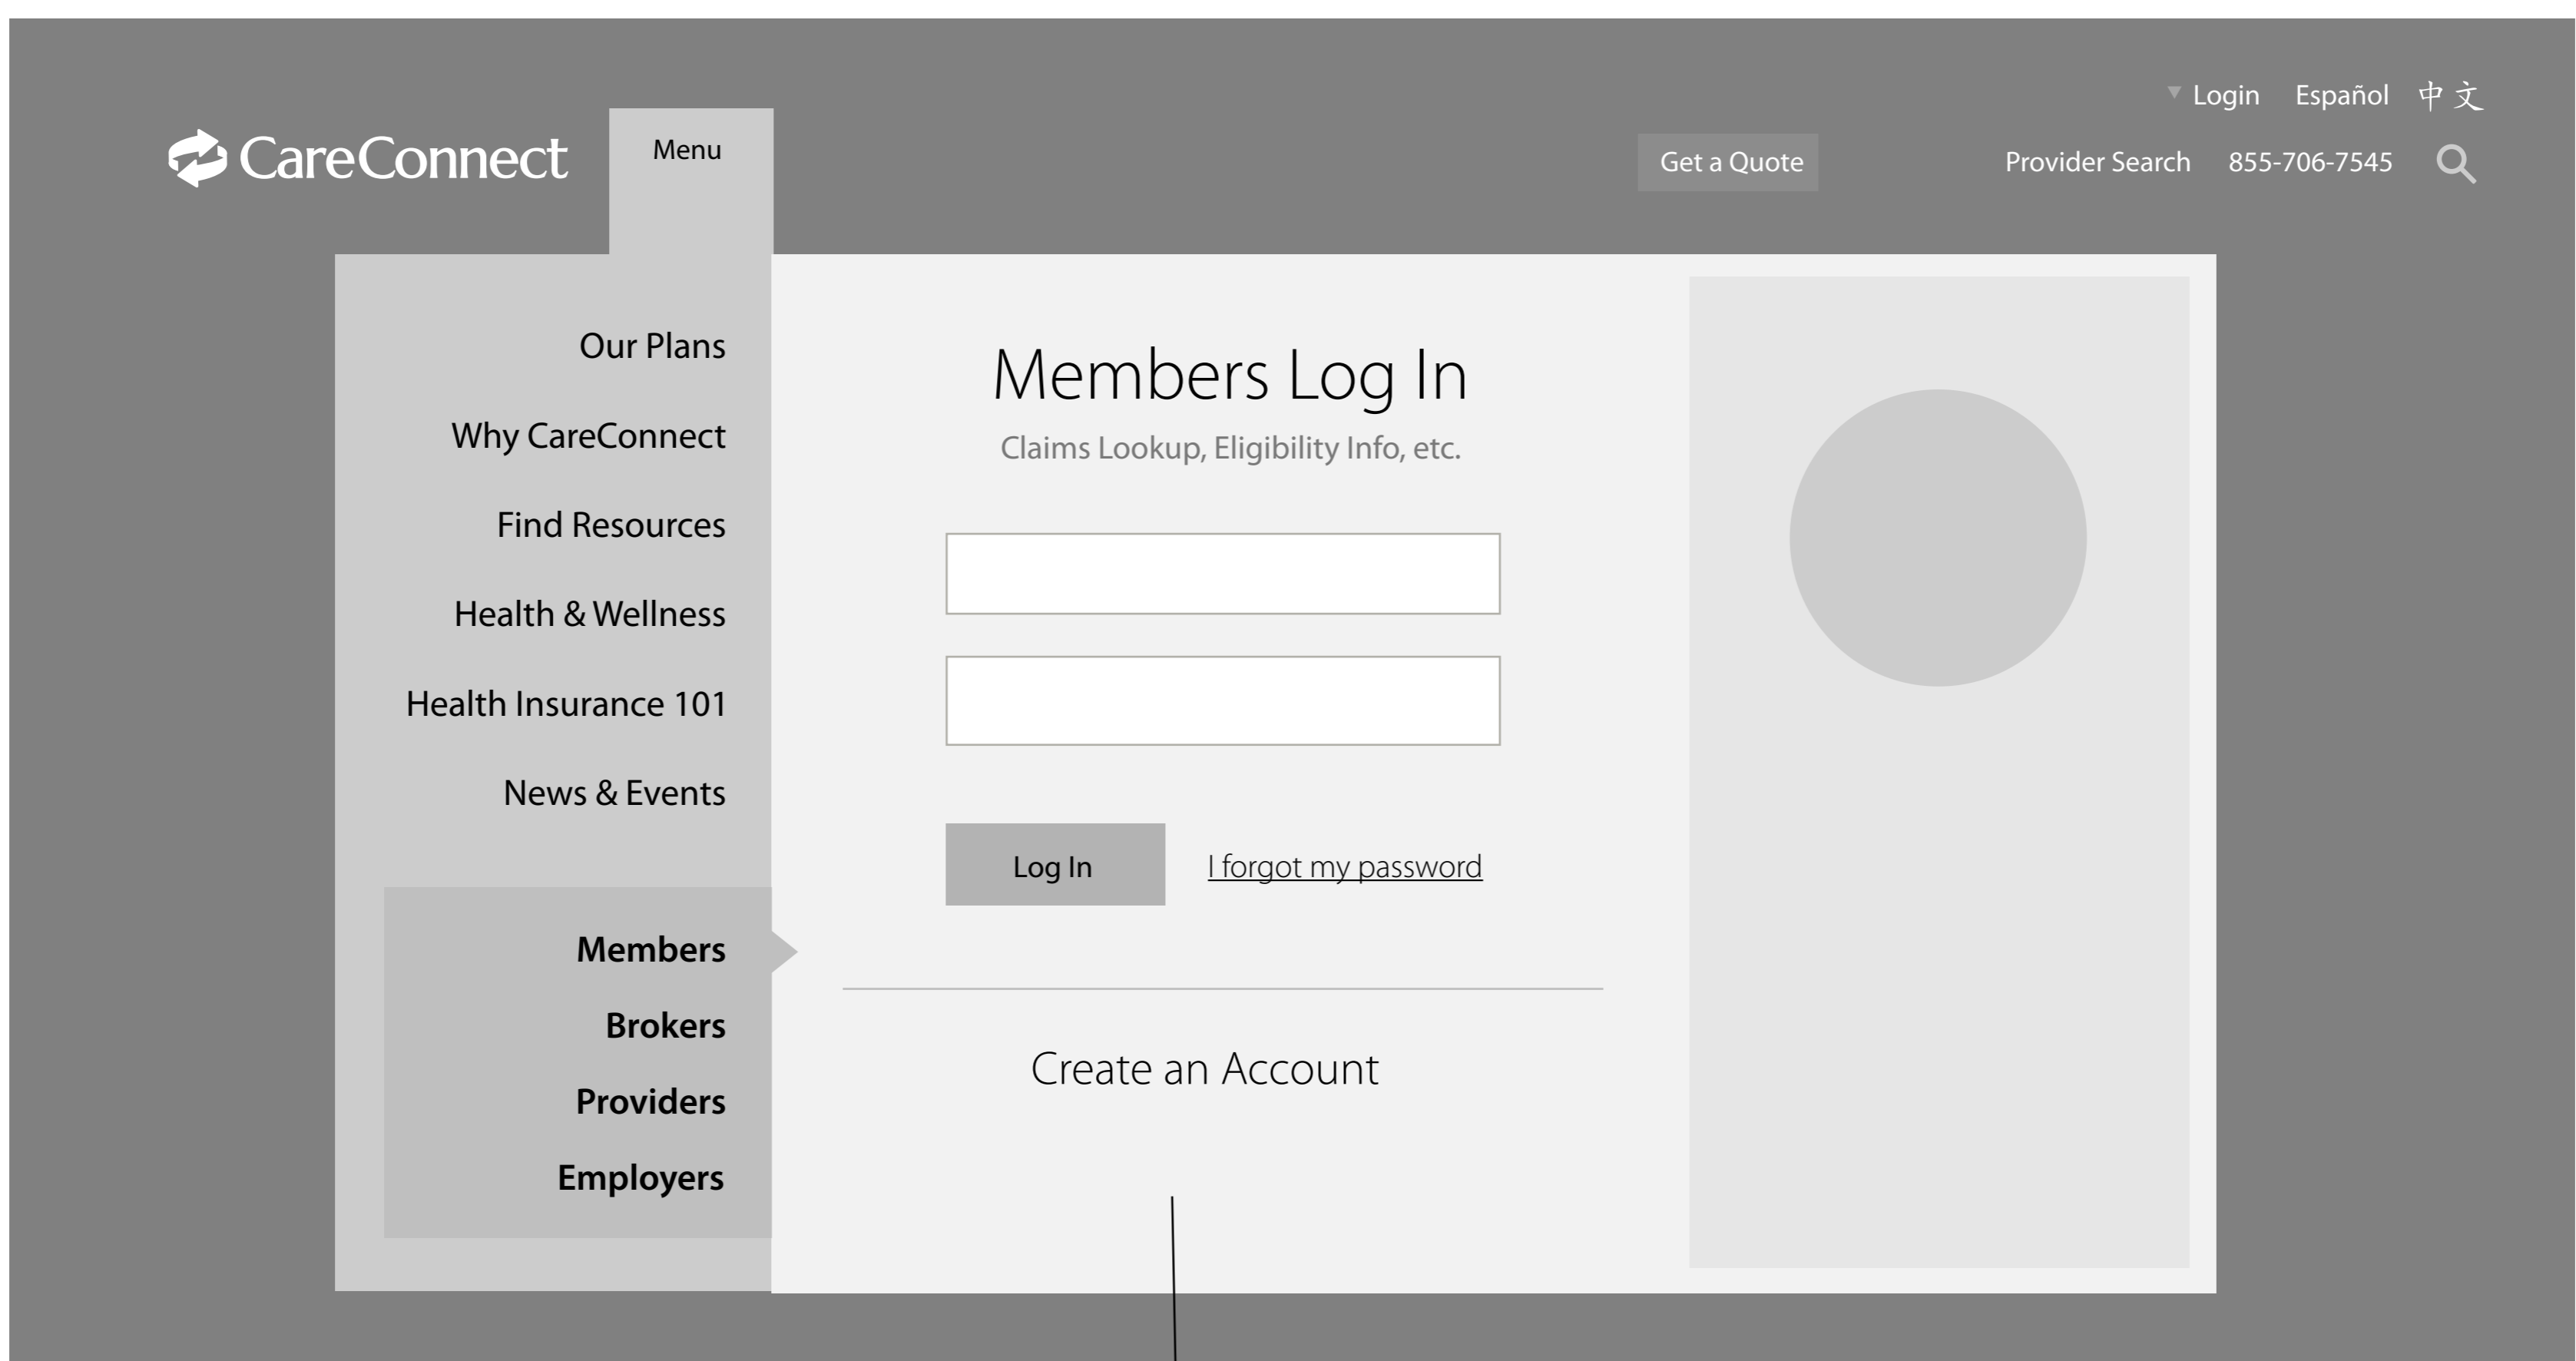 Login Español 中文
CareConnect
Menu
Get a Quote
Provider Search 855-706-7545
Our Plans
Why CareConnect
Find Resources
Health & Wellness
Health Insurance 101
News & Events
Members
Brokers
Providers
Employers
Members Log In
Claims Lookup, Eligibility Info, etc.
Log In
I forgot my password
Create an Account